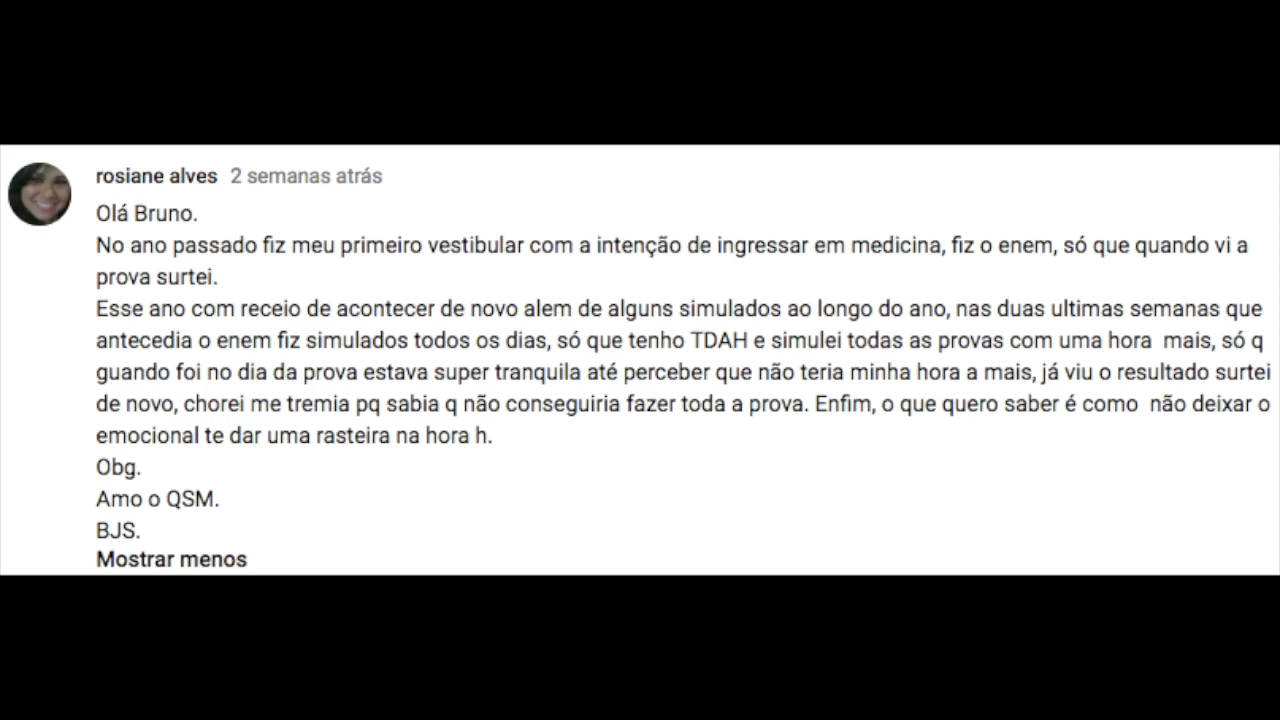 rosiane alves 2 semanas atrás
Olá Bruno.
No ano passado fiz meu primeiro vestibular com a intenção de ingressar em medicina, fiz o enem, só que quando vi a
prova surtei.
Esse ano com receio de acontecer de novo alem de alguns simulados ao longo do ano, nas duas ultimas semanas que
antecedia o enem fiz simulados todos os dias, só que tenho TDAH e simulei todas as provas com uma hora  mais, só q
guando foi no dia da prova estava super tranquila até perceber que não teria minha hora a mais, já viu o resultado surtei
de novo, chorei me tremia pq sabia q não conseguiria fazer toda a prova. Enfim, o que quero saber é como  não deixar o
emocional te dar uma rasteira na hora h.
Obg.
Amo o QSM.
BJS.
Mostrar menos